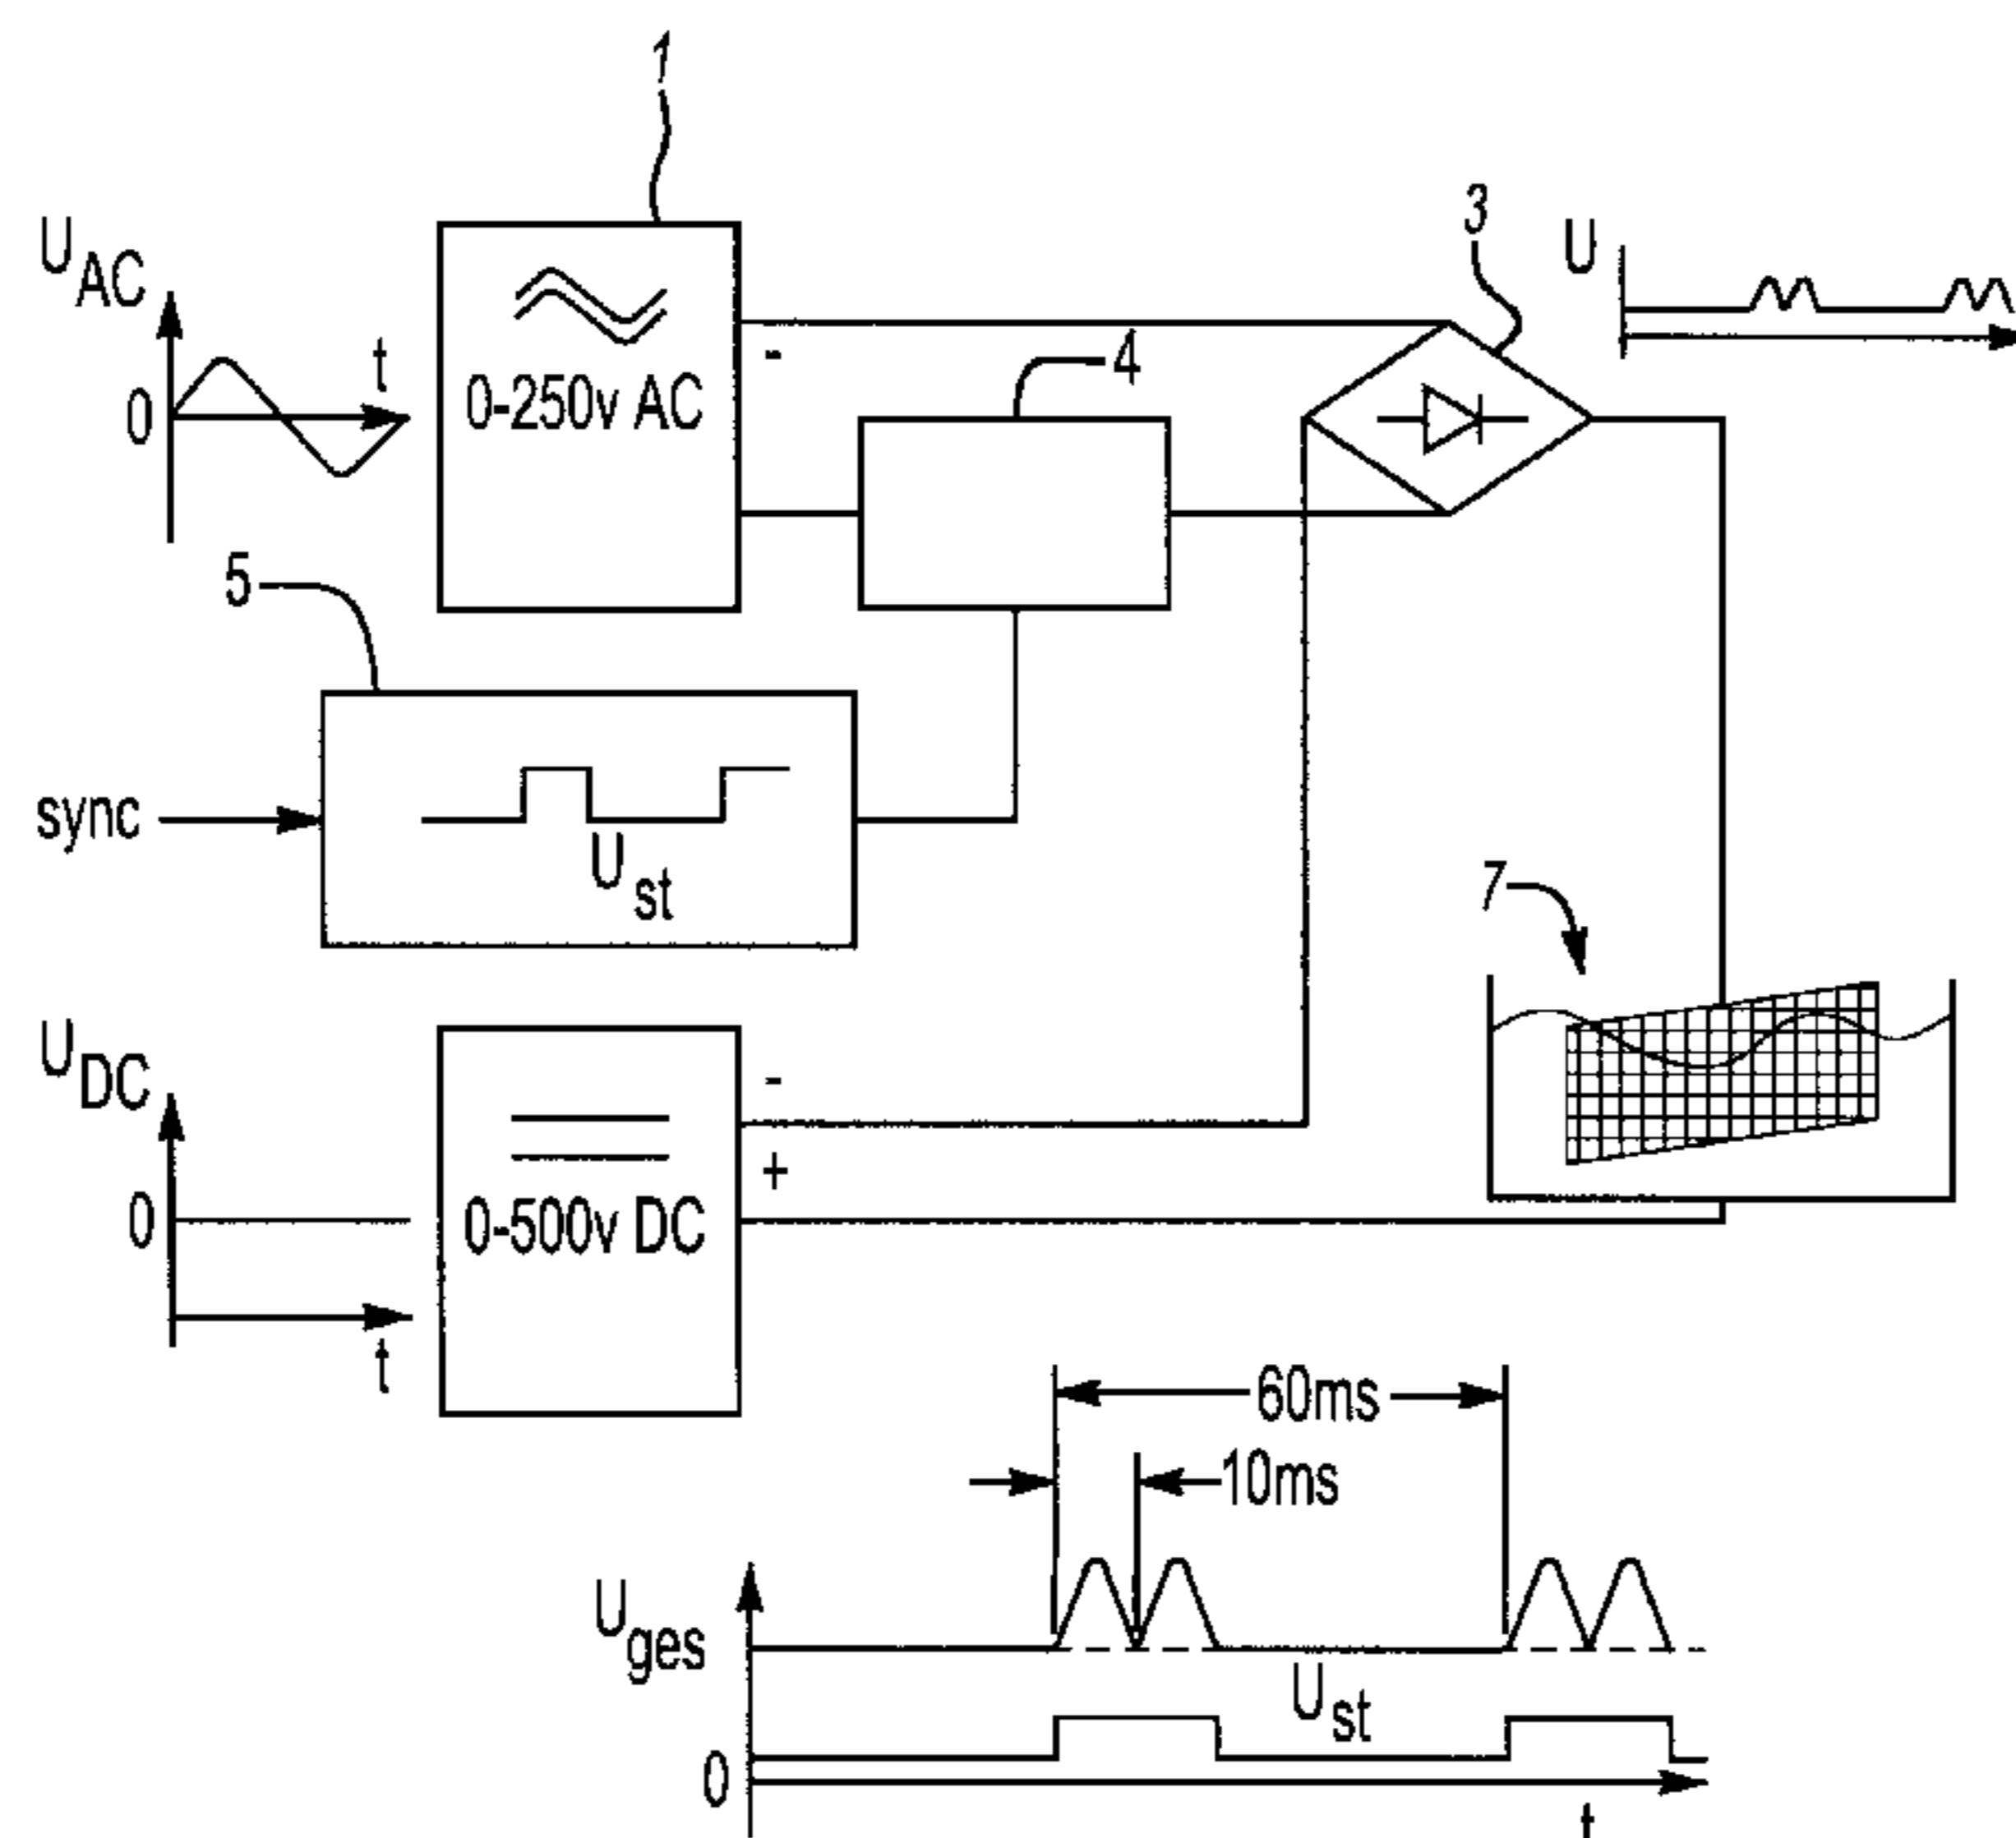 1
U AC
t
0
0-250v AC
-
4
3
U
5
sync
U st
7
U DC
0
t
0-500v DC
-
+
60ms
10ms
U ges
U st
0
t